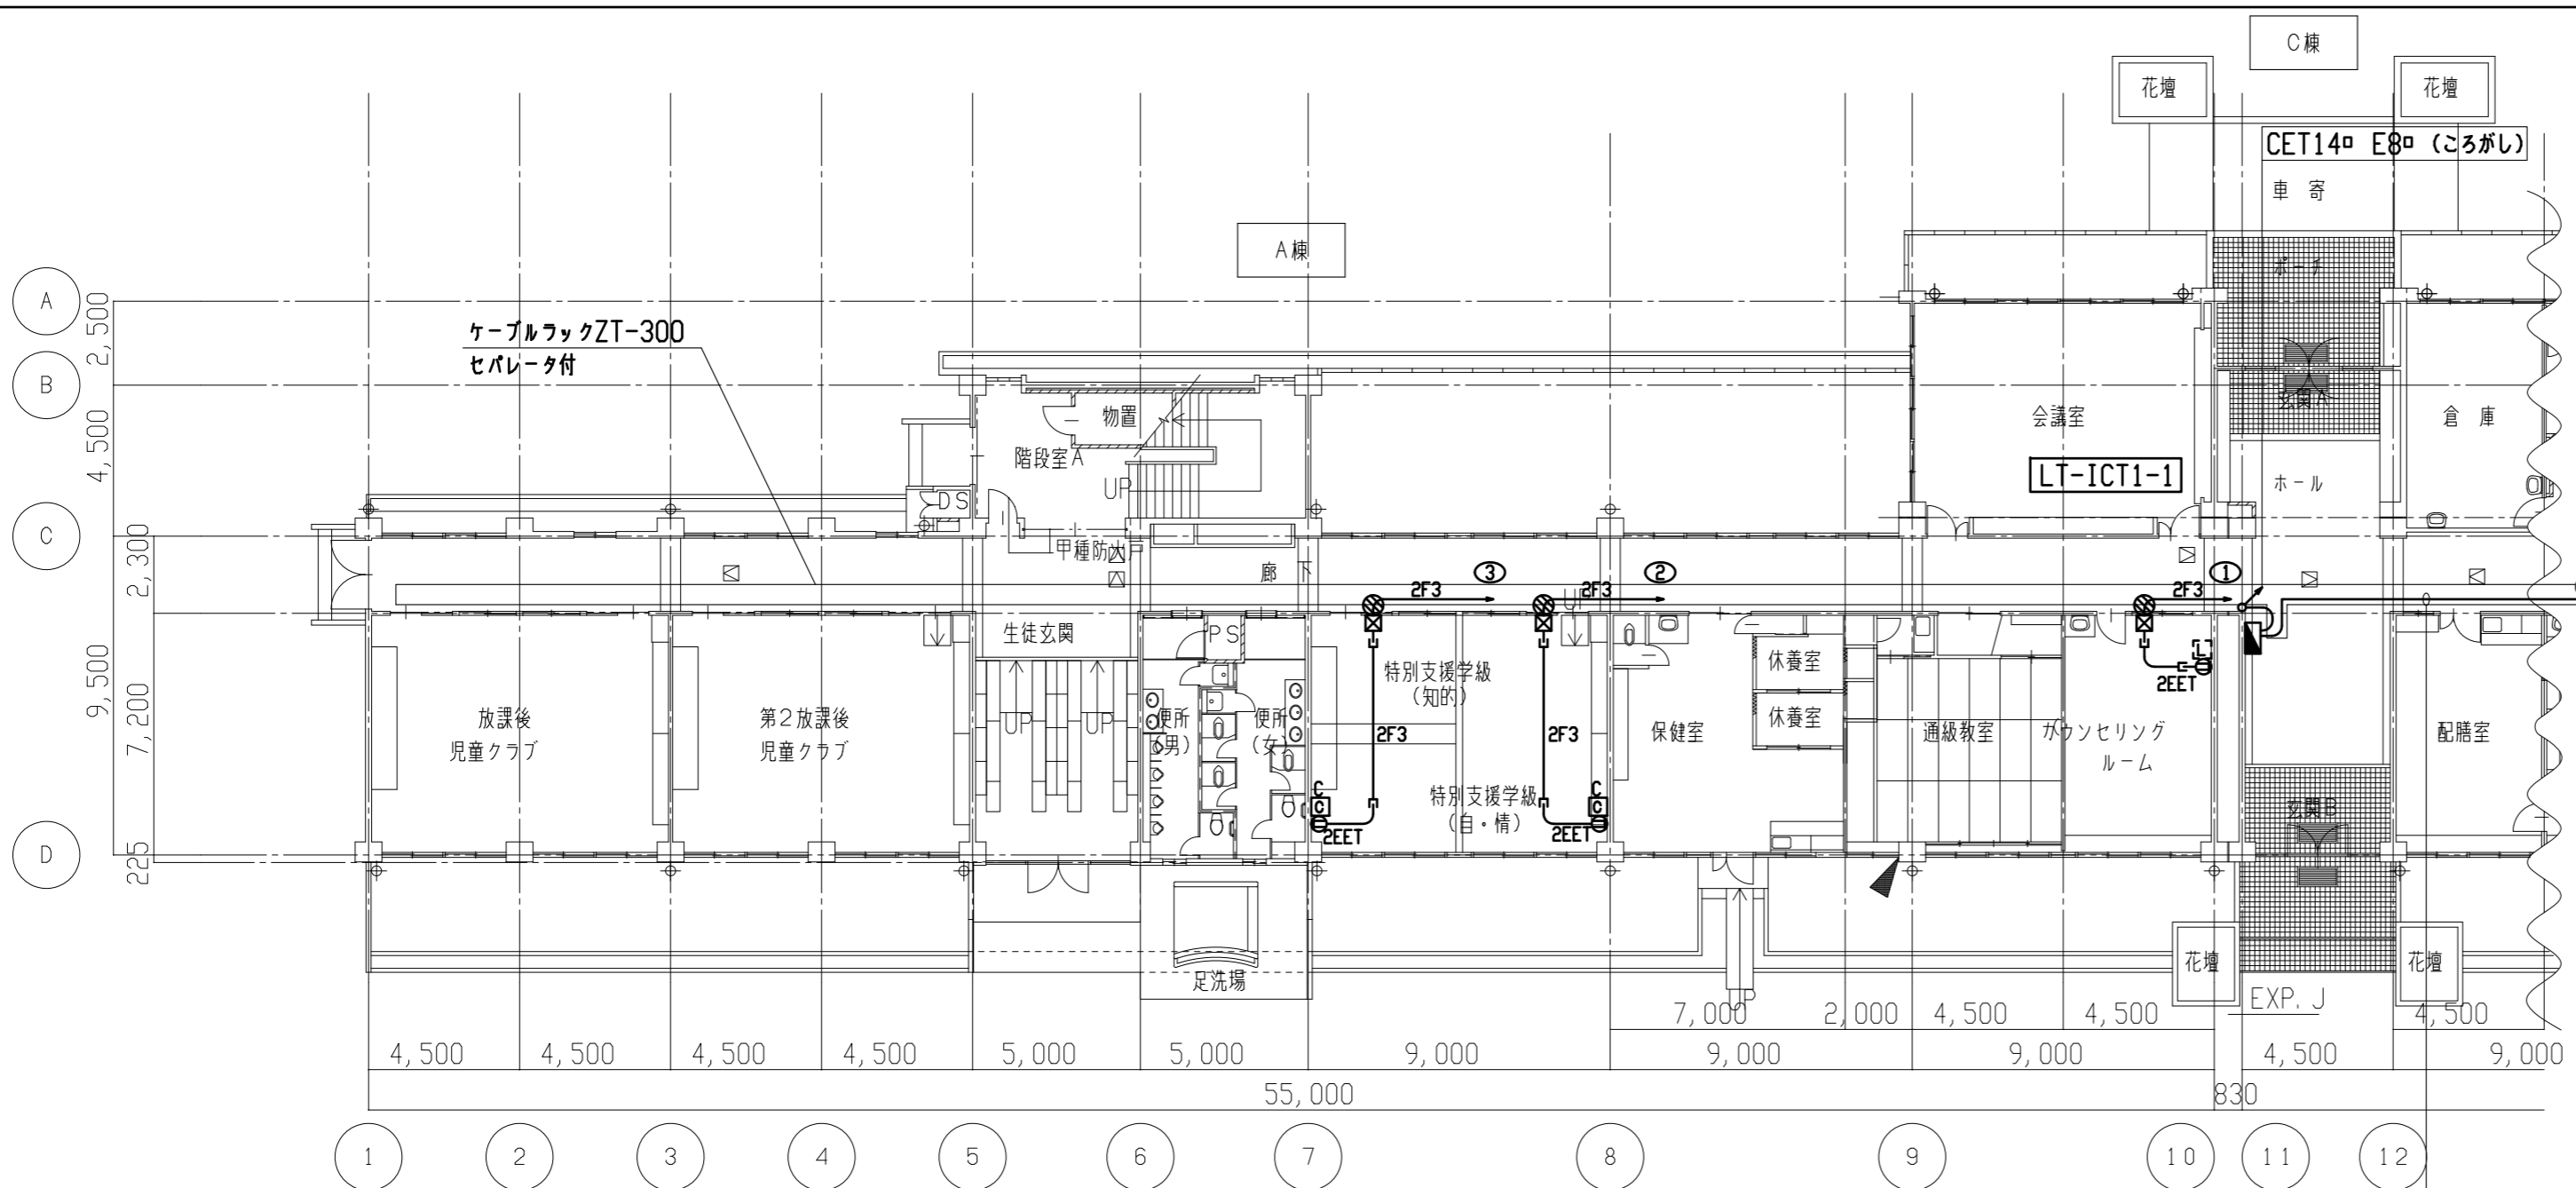 C棟
花壇
花壇
CET14□ E8□ (ころがし)
車 寄
A棟
A
2,500
ケーブルラックZT-300
セパレータ付
ポーチ
B
物置
玄関A
会議室
倉 庫
4,500
階段室A
UP
LT-ICT1-1
ホール
DS
C
甲種防火戸
2,300
廊 下
2F3
③
2F3
②
2F3
①
UP
生徒玄関
PS
特別支援学級
(知的)
休養室
L
2EET
9,500
7,200
放課後
児童クラブ
第2放課後
児童クラブ
UP
UP
便所
(男)
便所
(女)
2F3
2F3
保健室
休養室
通級教室
カウンセリング
ルーム
配膳室
特別支援学級
(自・情)
C
C
2EET
C
C
2EET
玄関B
D
225
足洗場
UP
花壇
花壇
EXP. J
7,000
2,000
4,500
4,500
4,500
4,500
4,500
4,500
4,500
5,000
5,000
9,000
9,000
9,000
4,500
9,000
55,000
830
1
2
3
4
5
6
7
8
9
10
11
12